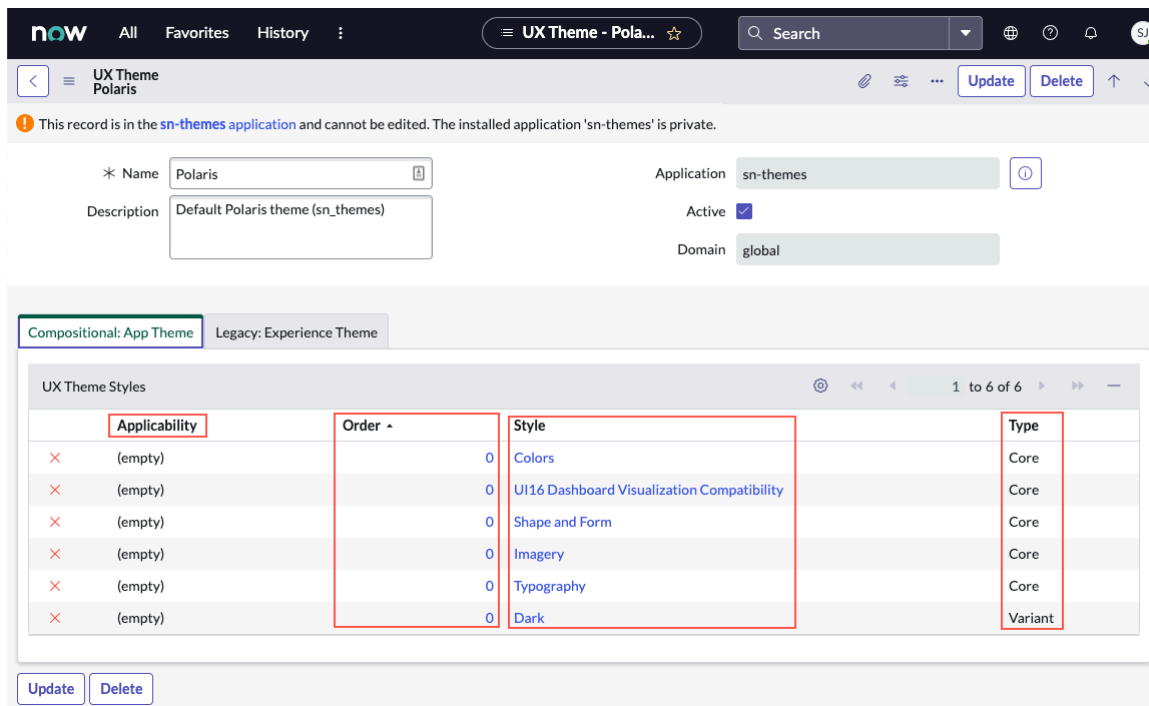 now All Favorites History UX Theme - Pola... Search SJ
UX Theme
Polaris
Update Delete
This record is in the sn-themes application and cannot be edited. The installed application 'sn-themes' is private.
Name Polaris
Application sn-themes
Description Default Polaris theme (sn_themes)
Active
Domain global
Compositional: App Theme Legacy: Experience Theme
UX Theme Styles 1 to 6 of 6
Applicability Order Style Type
(empty) 0 Colors Core
(empty) 0 UI16 Dashboard Visualization Compatibility Core
(empty) 0 Shape and Form Core
(empty) 0 Imagery Core
(empty) 0 Typography Core
(empty) 0 Dark Variant
Update Delete